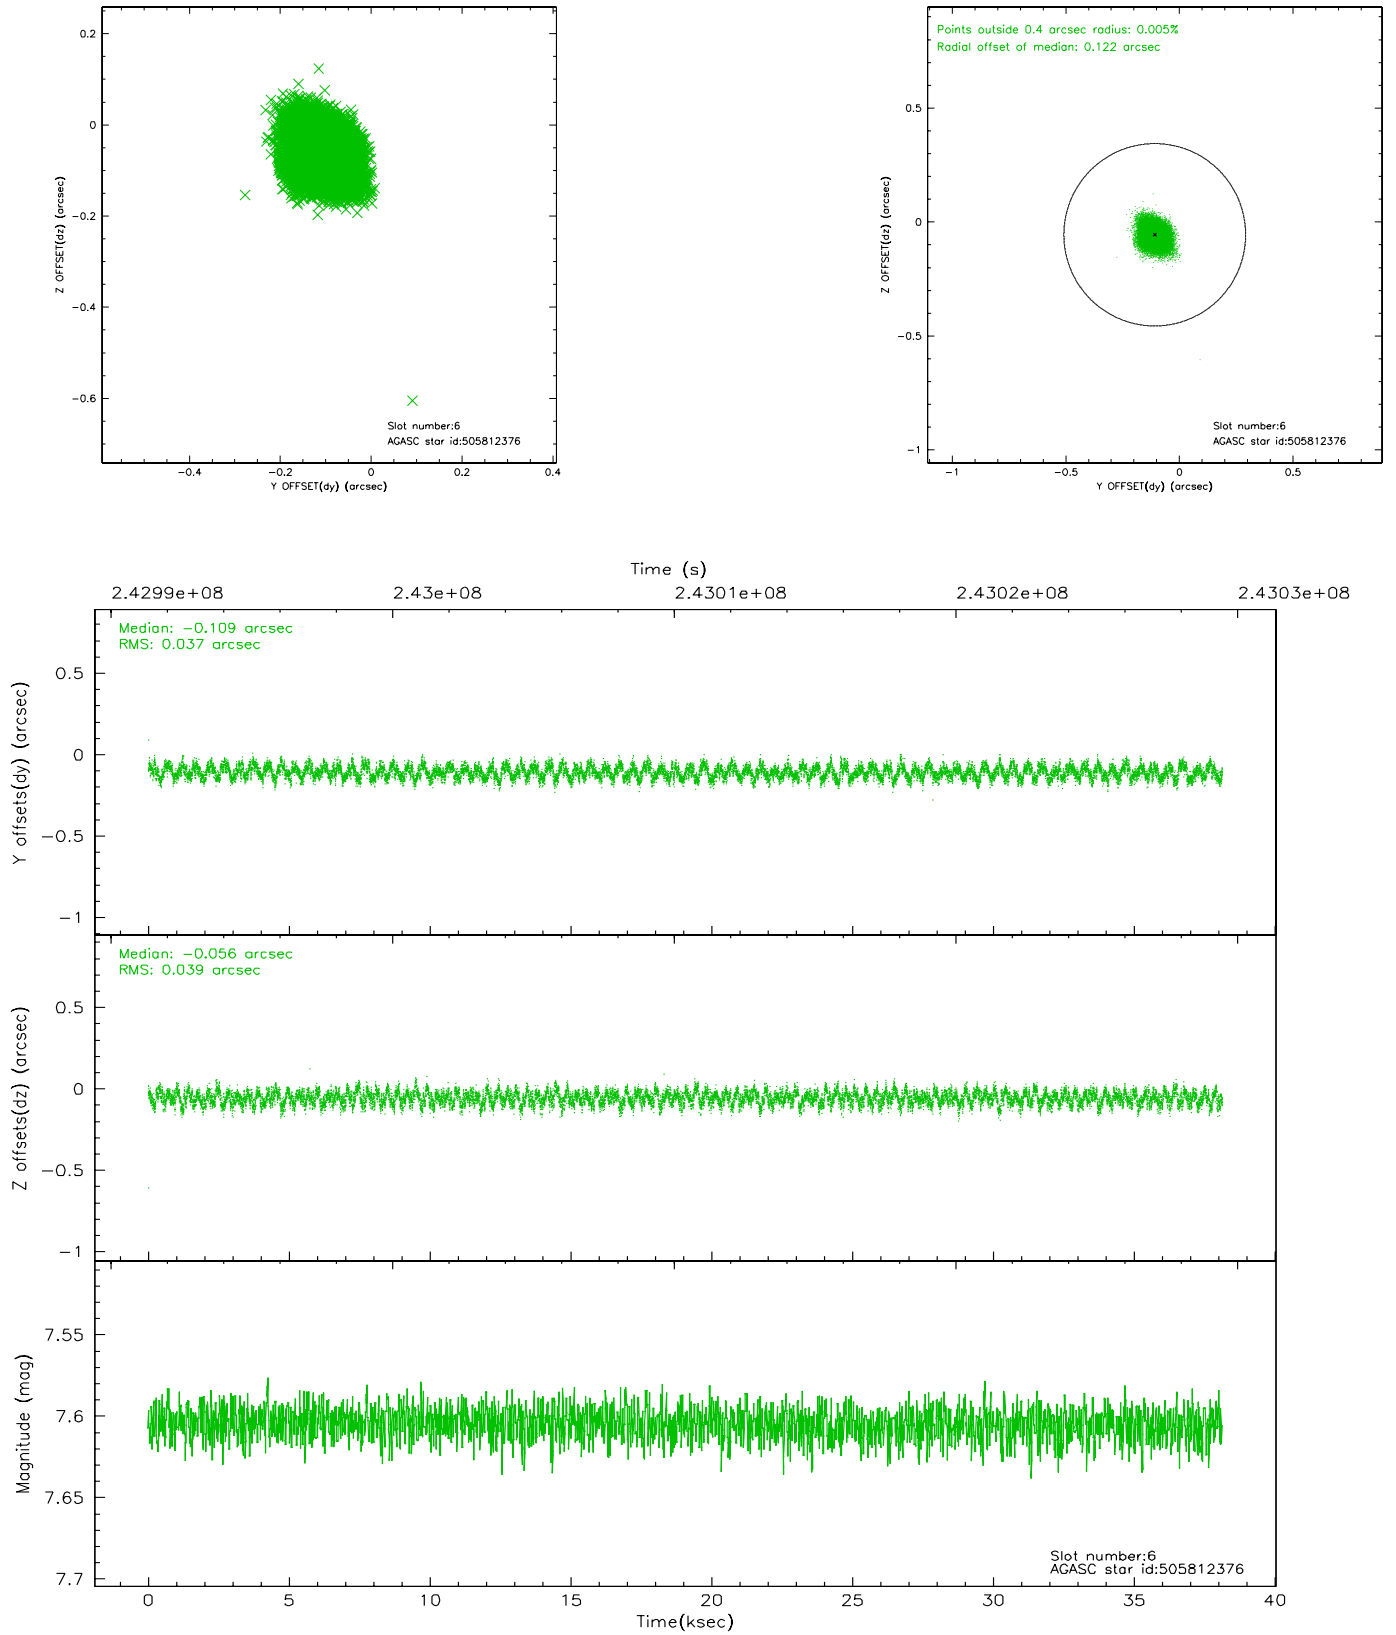 0.2
0
−0.2
−0.4
−0.6
Z OFFSET(dz) (arcsec)
Slot number:6
AGASC star id:505812376
−0.4 −0.2 0 0.2 0.4
Y OFFSET(dy) (arcsec)
Points outside 0.4 arcsec radius: 0.005%
Radial offset of median: 0.122 arcsec
0.5
0
−0.5
−1
Z OFFSET(dz) (arcsec)
Slot number:6
AGASC star id:505812376
−1 −0.5 0 0.5
Y OFFSET(dy) (arcsec)
Time (s)
2.4299e+08 2.43e+08 2.4301e+08 2.4302e+08 2.4303e+08
Median: −0.109 arcsec
RMS: 0.037 arcsec
0.5
0
−0.5
−1
Y offsets(dy) (arcsec)
Median: −0.056 arcsec
RMS: 0.039 arcsec
0.5
0
−0.5
−1
Z offsets(dz) (arcsec)
7.55
7.6
7.65
7.7
Magnitude (mag)
Slot number:6
AGASC star id:505812376
0 5 10 15 20 25 30 35 40
Time(ksec)